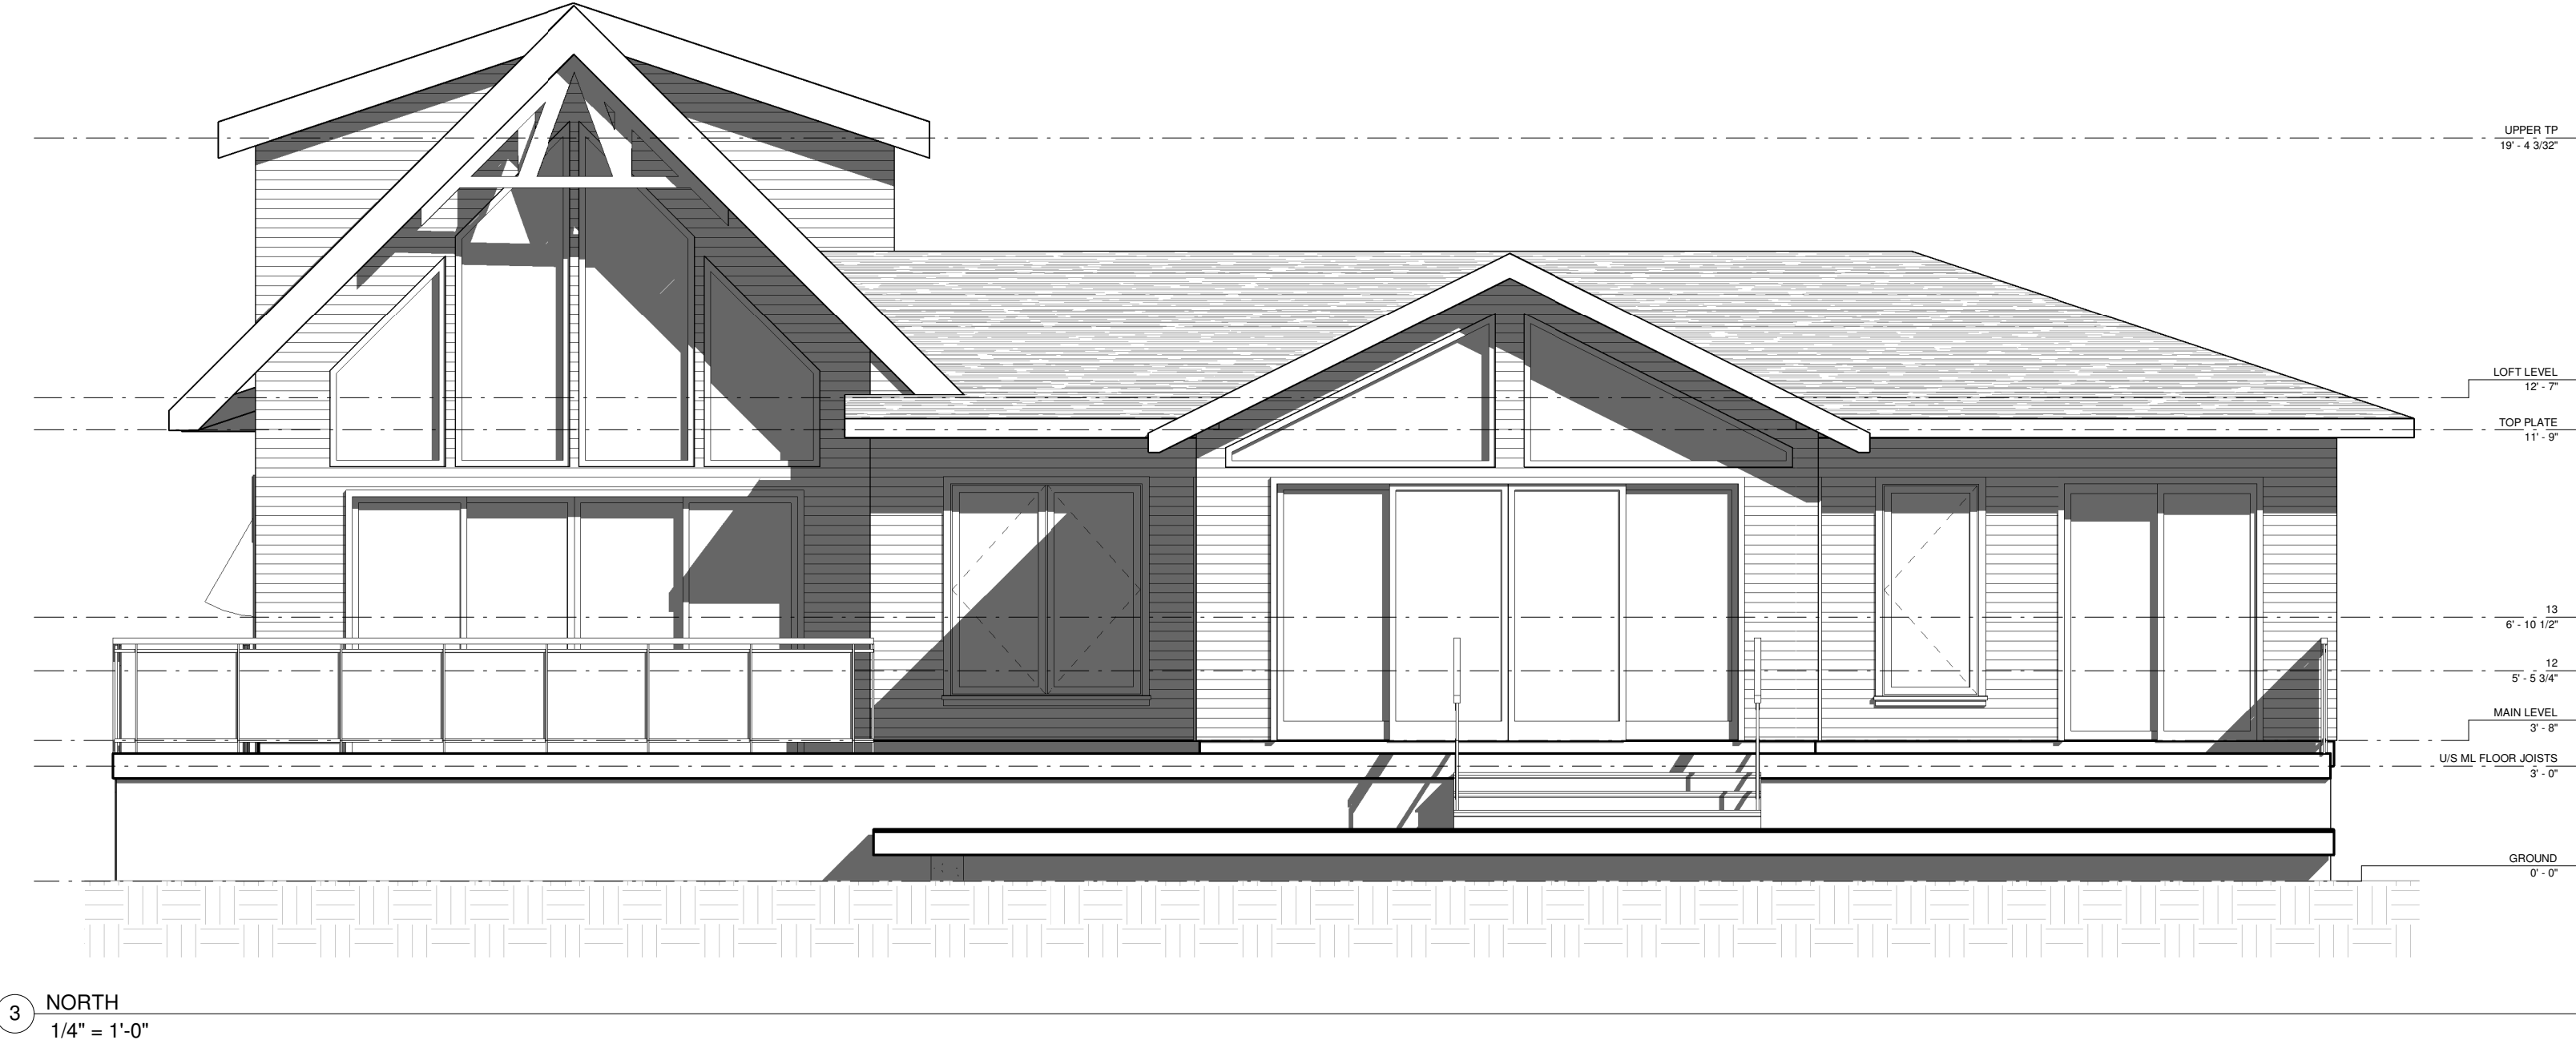 UPPER TP
19' - 4 3/32"
LOFT LEVEL
12' - 7"
TOP PLATE
11' - 9"
13
6' - 10 1/2"
12
5' - 5 3/4"
MAIN LEVEL
3' - 8"
U/S ML FLOOR JOISTS
3' - 0"
GROUND
0' - 0"
3
NORTH
1/4" = 1'-0"